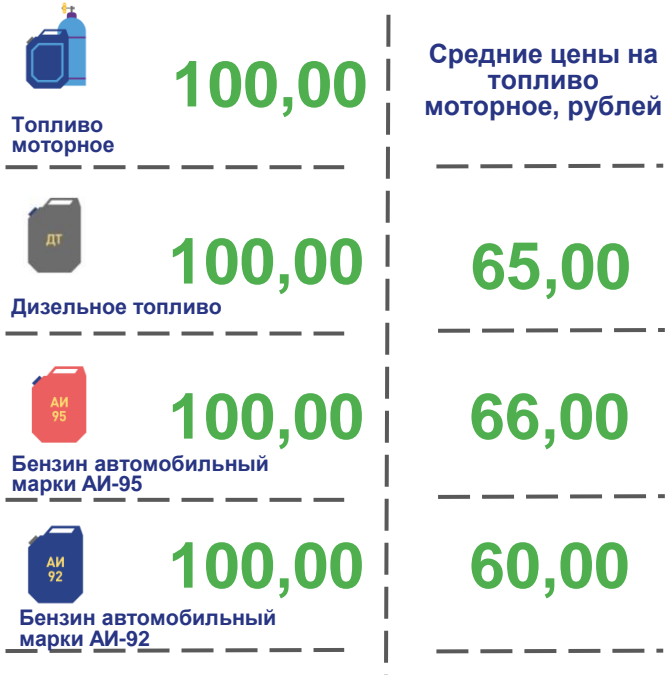 100,00
Топливо
моторное
Средние цены на
топливо
моторное, рублей
ДТ
100,00
65,00
Дизельное топливо
АИ
95
100,00
66,00
Бензин автомобильный
марки АИ-95
АИ
92
100,00
60,00
Бензин автомобильный
марки АИ-92